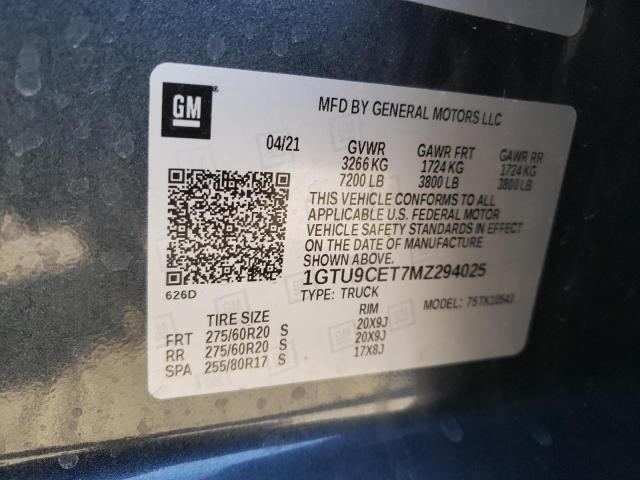 GM
MFD BY GENERAL MOTORS LLC
04/21 GVWR GAWR FRT GAWR RR
3266 KG 1724 KG 1724 KG
7200 LB 3800 LB 3800 LB
THIS VEHICLE CONFORMS TO ALL
APPLICABLE U.S. FEDERAL MOTOR
VEHICLE SAFETY STANDARDS IN EFFECT
ON THE DATE OF MFR SHOWN ABOVE.
1GTU9CET7MZ294025
626D
TYPE: TRUCK MODEL: 75TK10543
TIRE SIZE RIM
FRT 275/60R20 S 20X9J
RR 275/60R20 S 20X9J
SPA 255/80R17 S 17X8J